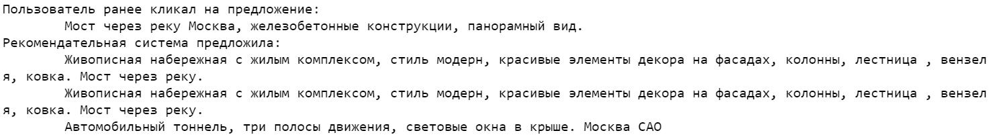 Пользователь ранее кликал на предложение:
Мост через реку Москва, железобетонные конструкции, панорамный вид.
Рекомендательная система предложила:
Живописная набережная с жилым комплексом, стиль модерн, красивые элементы декора на фасадах, колонны, лестница , вензел
я, ковка. Мост через реку.
Живописная набережная с жилым комплексом, стиль модерн, красивые элементы декора на фасадах, колонны, лестница , вензел
я, ковка. Мост через реку.
Автомобильный тоннель, три полосы движения, световые окна в крыше. Москва САО